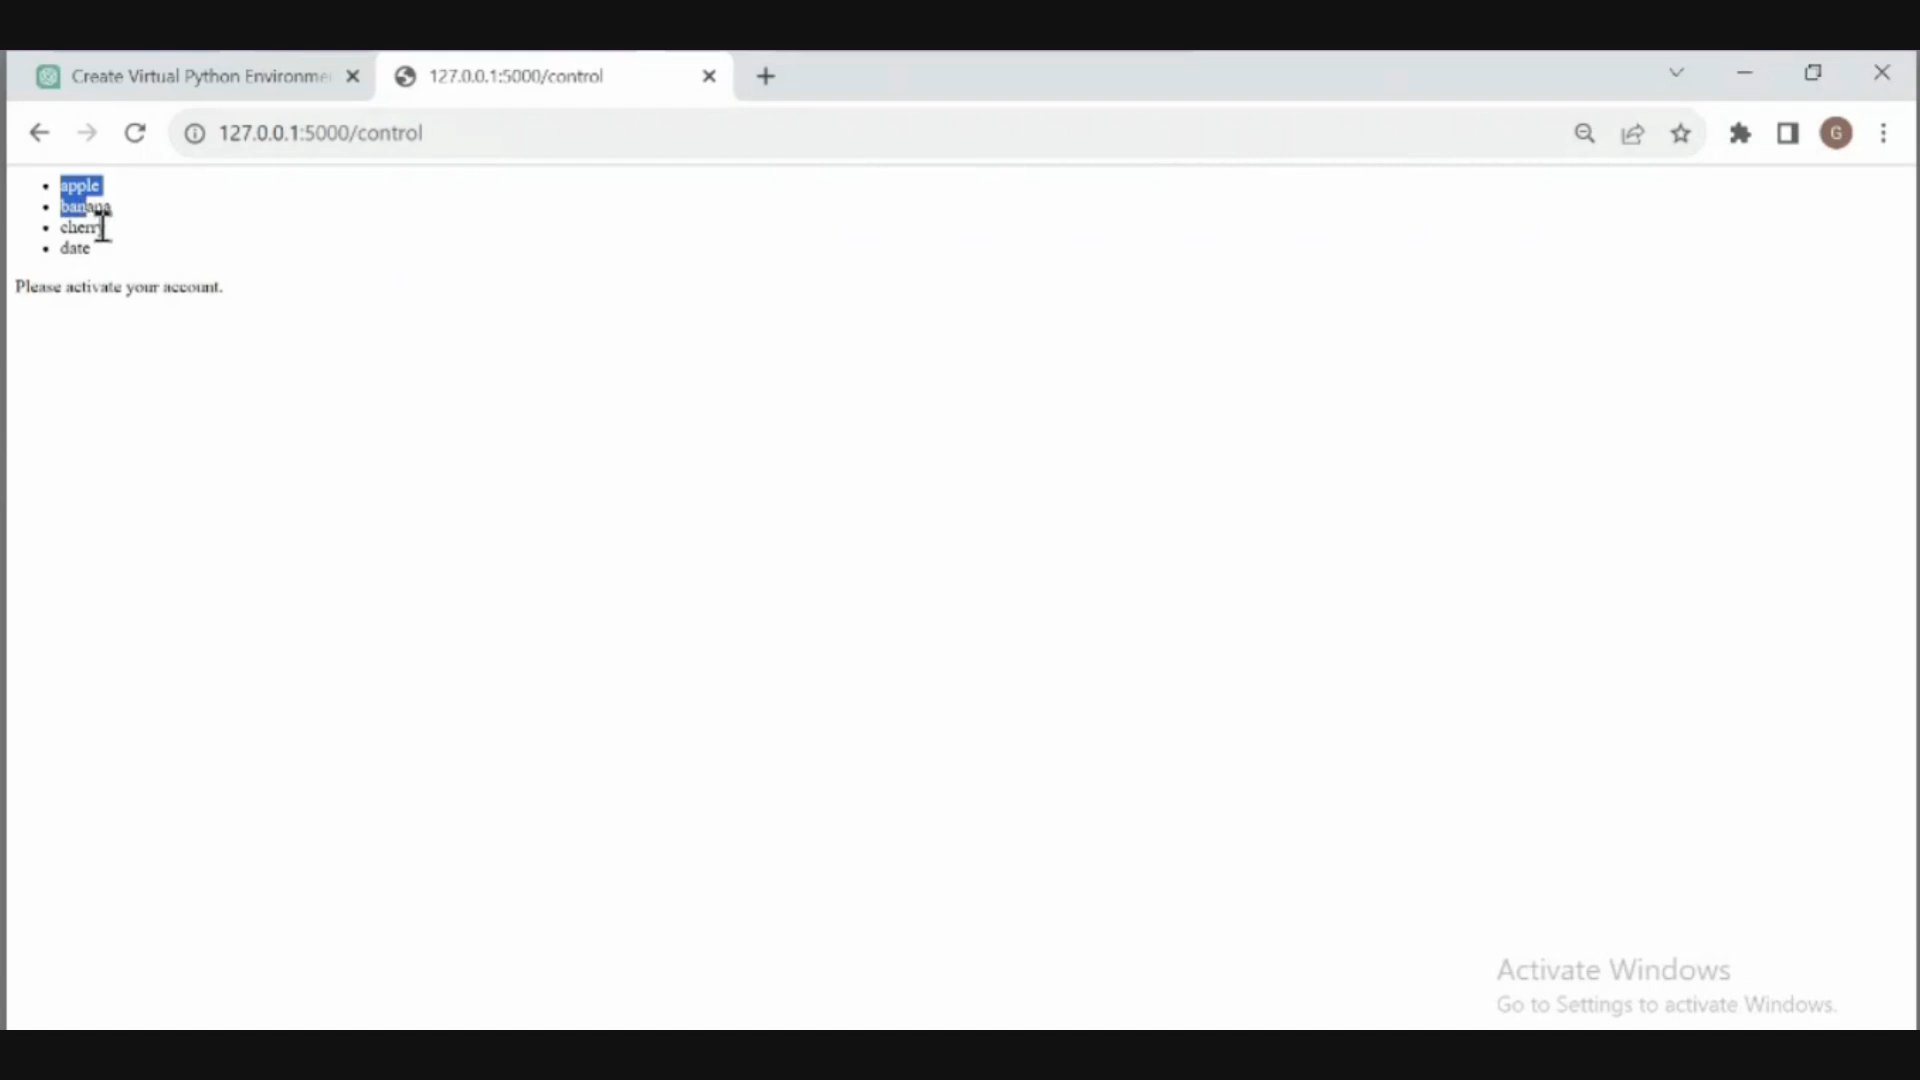 Create Virtual Python Environme
127.0.0.1:5000/control
127.0.0.1:5000/control
G
apple
banana
cherry
date
Please activate your account.
Activate Windows
Go to Settings to activate Windows.